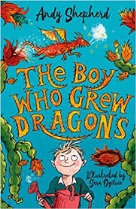 Andy Shepherd
THE BOY
WHO GREW
DRAGONS
Illustrated by
Sara Ogilvie